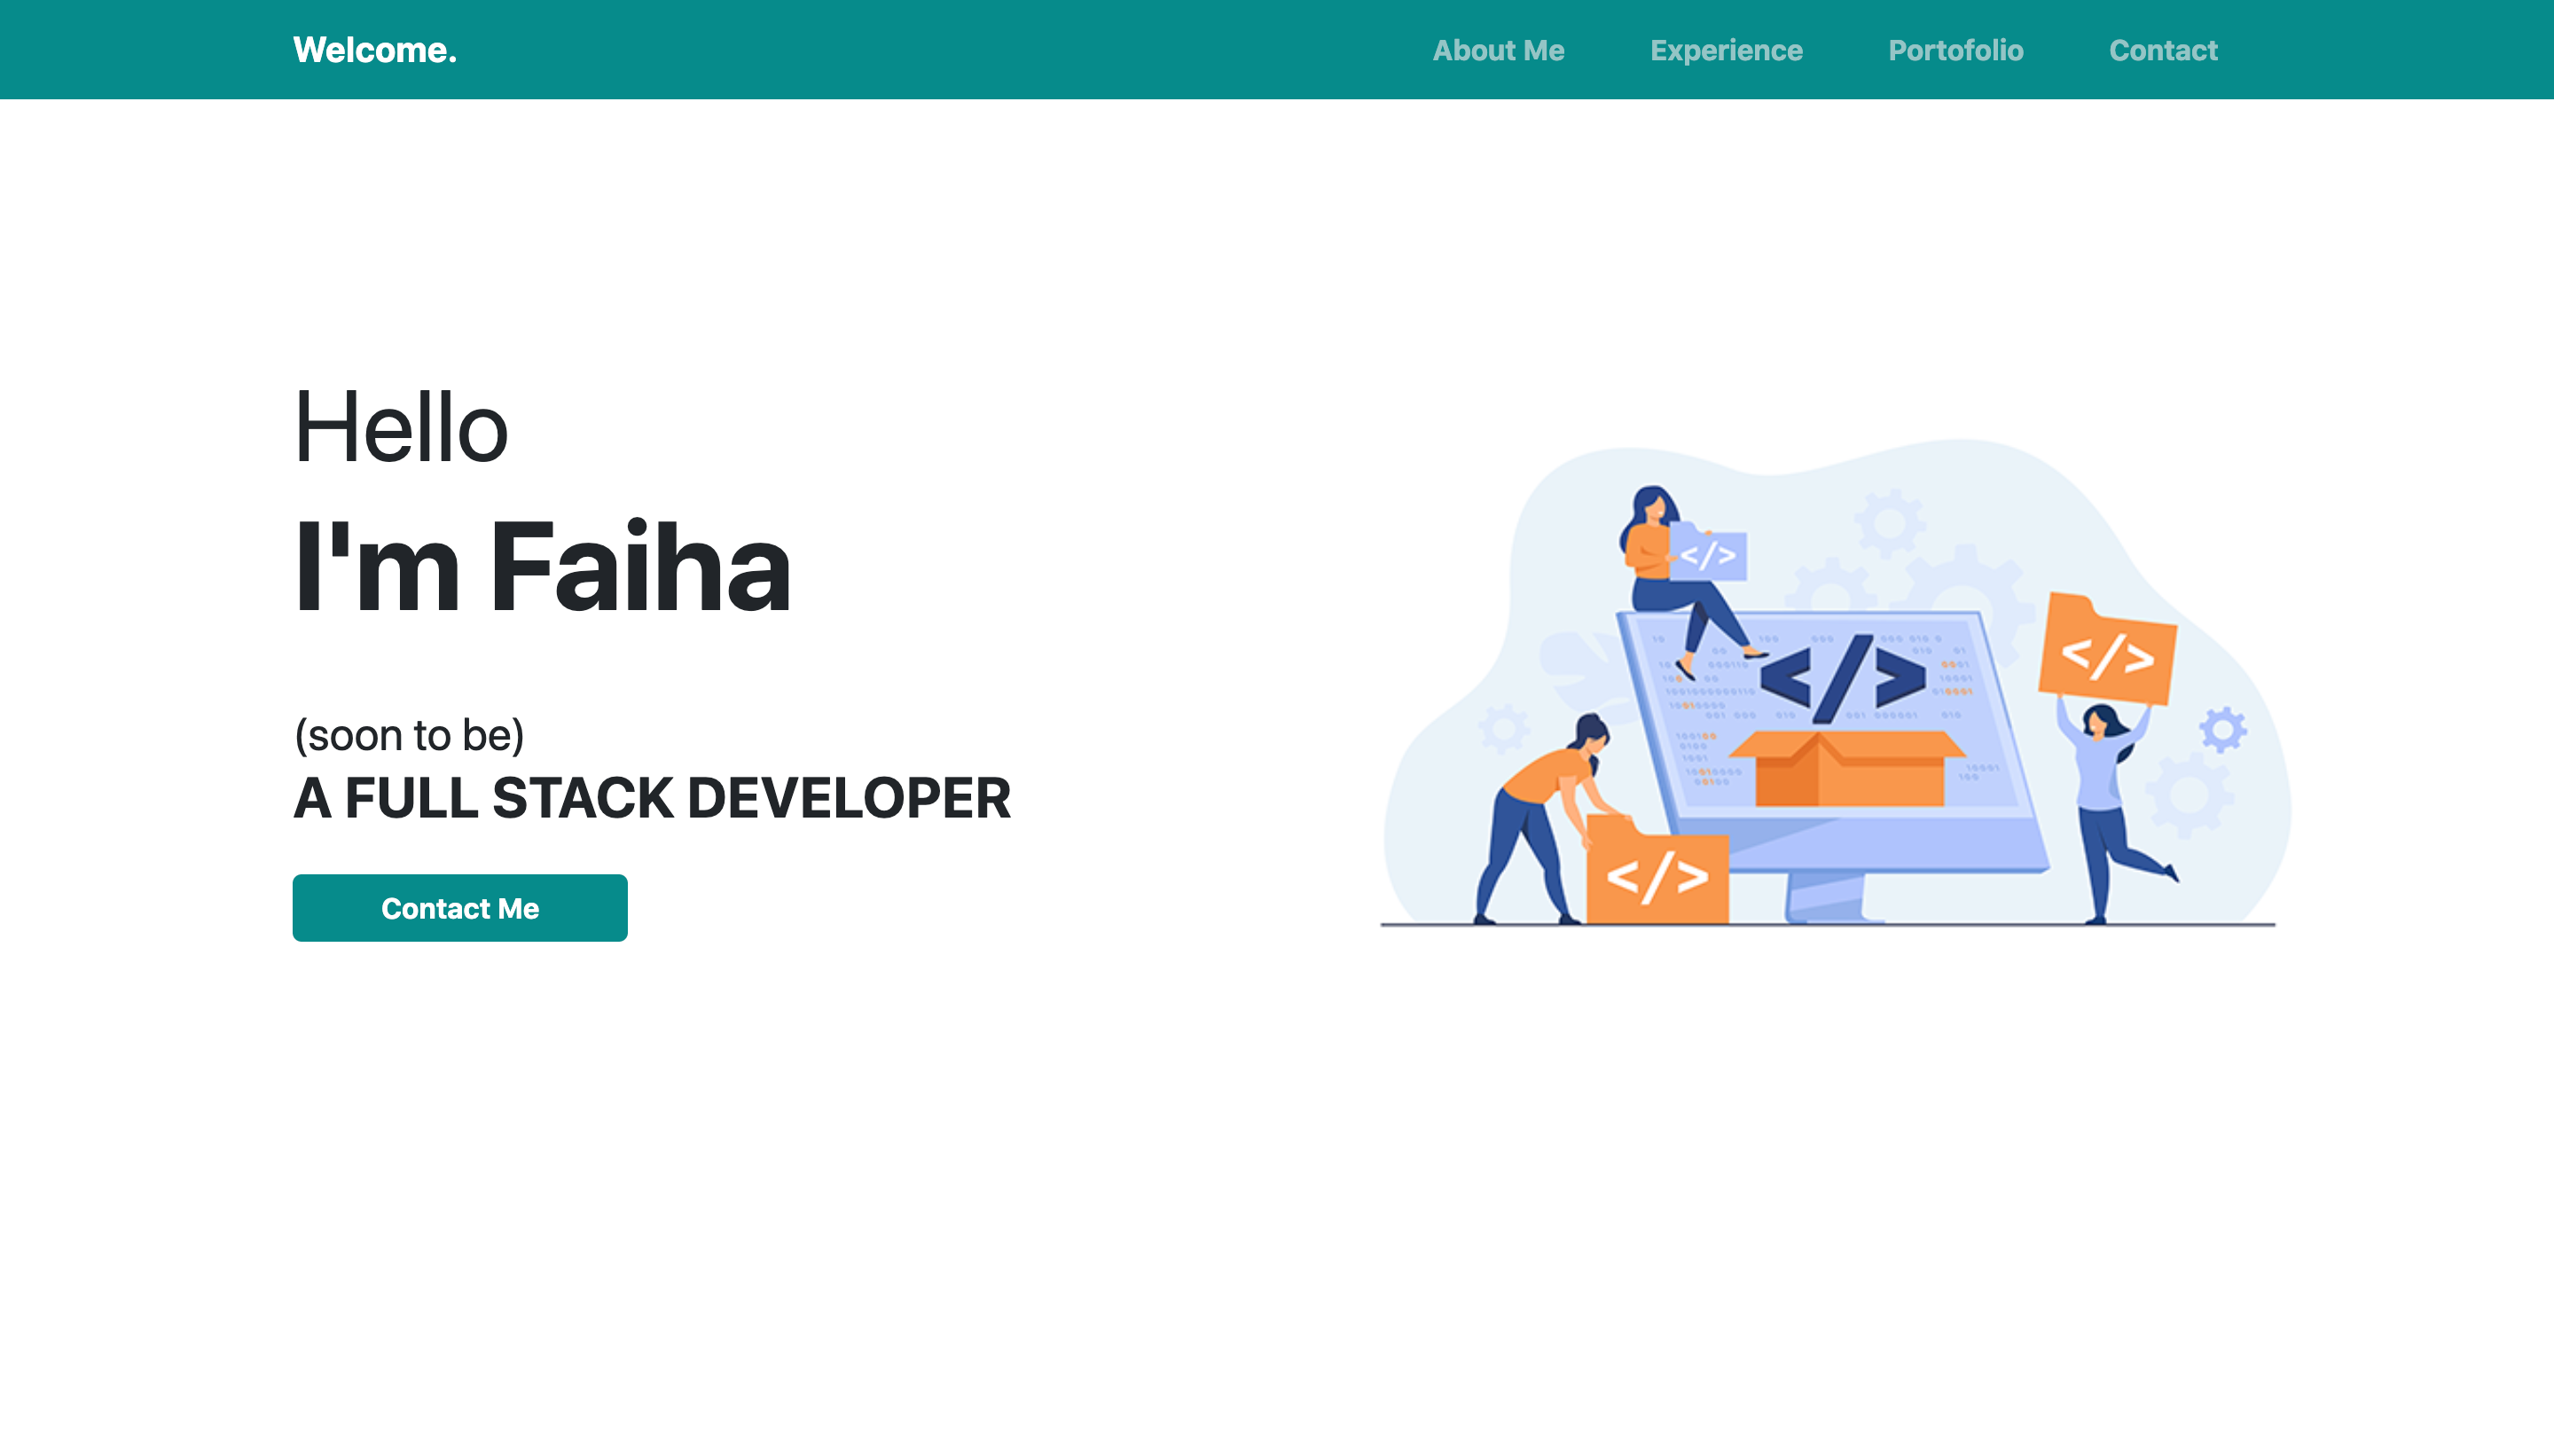 Welcome.
About Me
Experience
Portofolio
Contact
Hello
I'm Faiha
(soon to be)
A FULL STACK DEVELOPER
Contact Me
</>
</>
</>
</>